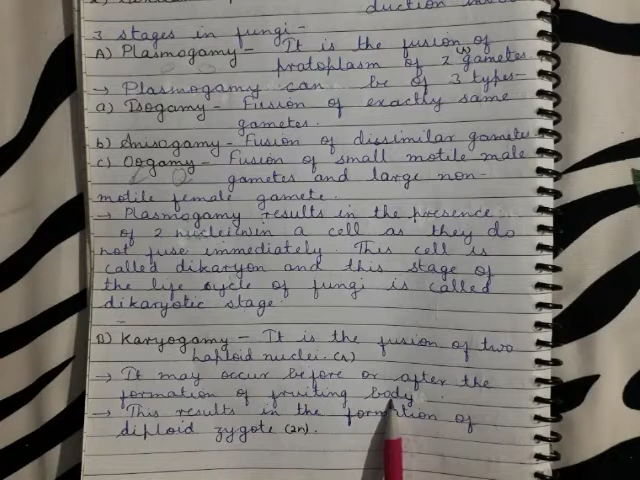 duction
3 stages in fungi-
A) Plasmogamy - It is the fusion of
protoplasm of 2 gametes
→ Plasmogamy can be of 3 types-
a) Isogamy - Fusion of exactly same
gametes.
b) Anisogamy - Fusion of dissimilar gametes
c) Oogamy - Fusion of small motile male
gametes and large non-
motile female gamete.
→ Plasmogamy results in the presence
of 2 nuclei in a cell as they do
not fuse immediately. This cell is
called dikaryon and this stage of
the life cycle of fungi is called
dikaryotic stage.
B) Karyogamy - It is the fusion of two
haploid nuclei. (n)
→ It may occur before or after the
formation of fruiting body.
→ This results in the formation of
diploid zygote (2n).